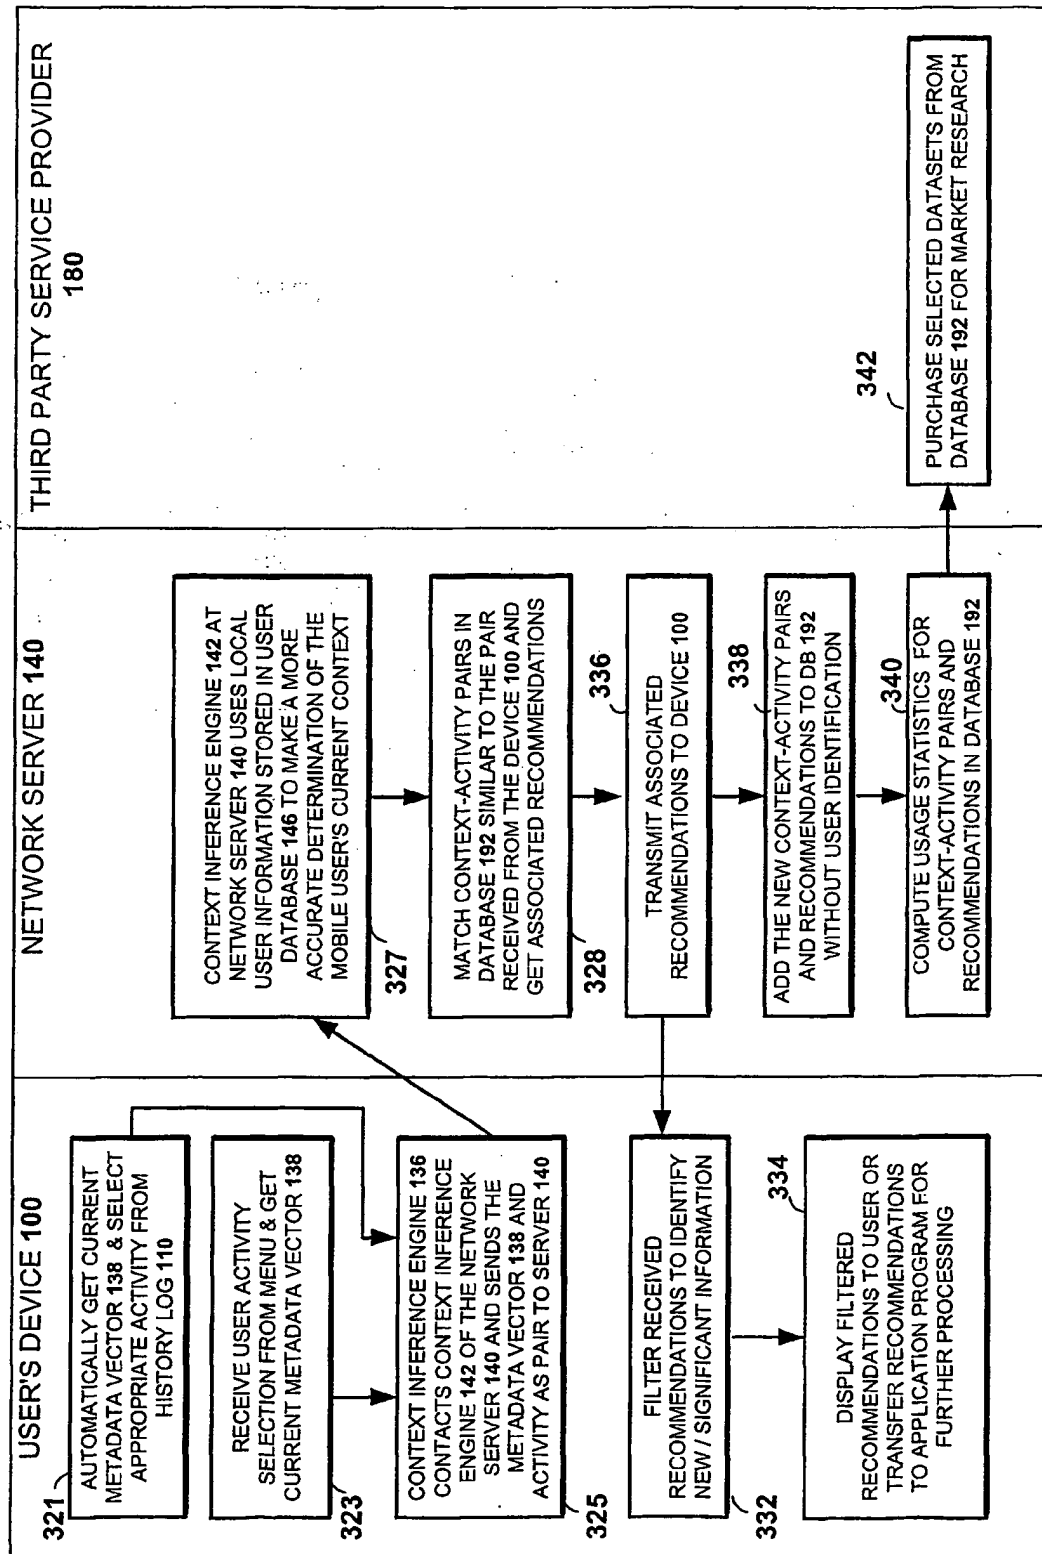 USER'S DEVICE 100
321
AUTOMATICALLY GET CURRENT
METADATA VECTOR 138 & SELECT
APPROPRIATE ACTIVITY FROM
HISTORY LOG 110
RECEIVE USER ACTIVITY
SELECTION FROM MENU & GET
CURRENT METADATA VECTOR 138
323
CONTEXT INFERENCE ENGINE 136
CONTACTS CONTEXT INFERENCE
ENGINE 142 OF THE NETWORK
SERVER 140 AND SENDS THE
METADATA VECTOR 138 AND
ACTIVITY AS PAIR TO SERVER 140
325
FILTER RECEIVED
RECOMMENDATIONS TO IDENTIFY
NEW / SIGNIFICANT INFORMATION
332
334
DISPLAY FILTERED
RECOMMENDATIONS TO USER OR
TRANSFER RECOMMENDATIONS
TO APPLICATION PROGRAM FOR
FURTHER PROCESSING
NETWORK SERVER 140
CONTEXT INFERENCE ENGINE 142 AT
NETWORK SERVER 140 USES LOCAL
USER INFORMATION STORED IN USER
DATABASE 146 TO MAKE A MORE
ACCURATE DETERMINATION OF THE
MOBILE USER'S CURRENT CONTEXT
327
MATCH CONTEXT-ACTIVITY PAIRS IN
DATABASE 192 SIMILAR TO THE PAIR
RECEIVED FROM THE DEVICE 100 AND
GET ASSOCIATED RECOMMENDATIONS
328
336
TRANSMIT ASSOCIATED
RECOMMENDATIONS TO DEVICE 100
338
ADD THE NEW CONTEXT-ACTIVITY PAIRS
AND RECOMMENDATIONS TO DB 192
WITHOUT USER IDENTIFICATION
340
COMPUTE USAGE STATISTICS FOR
CONTEXT-ACTIVITY PAIRS AND
RECOMMENDATIONS IN DATABASE 192
THIRD PARTY SERVICE PROVIDER
180
342
PURCHASE SELECTED DATASETS FROM
DATABASE 192 FOR MARKET RESEARCH